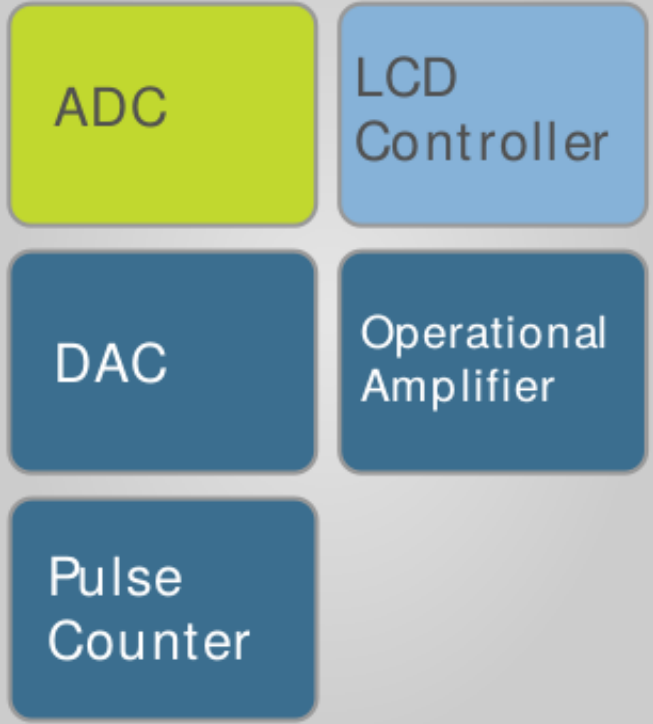 ADC
LCD
Controller
DAC
Operational
Amplifier
Pulse
Counter